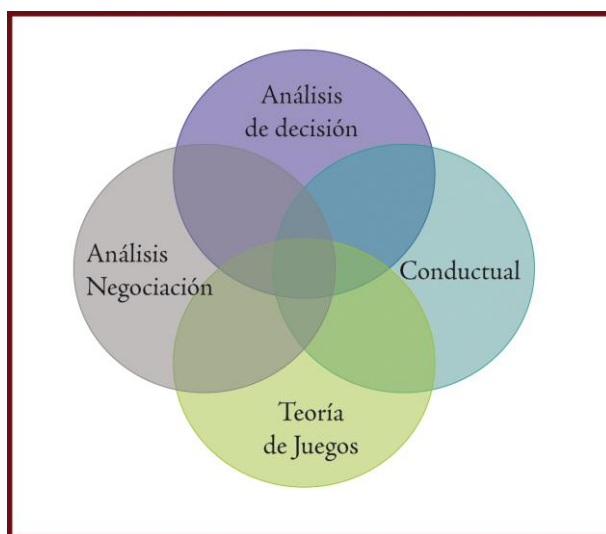 Análisis
de decisión
Análisis
Negociación
Conductual
Teoría
de Juegos